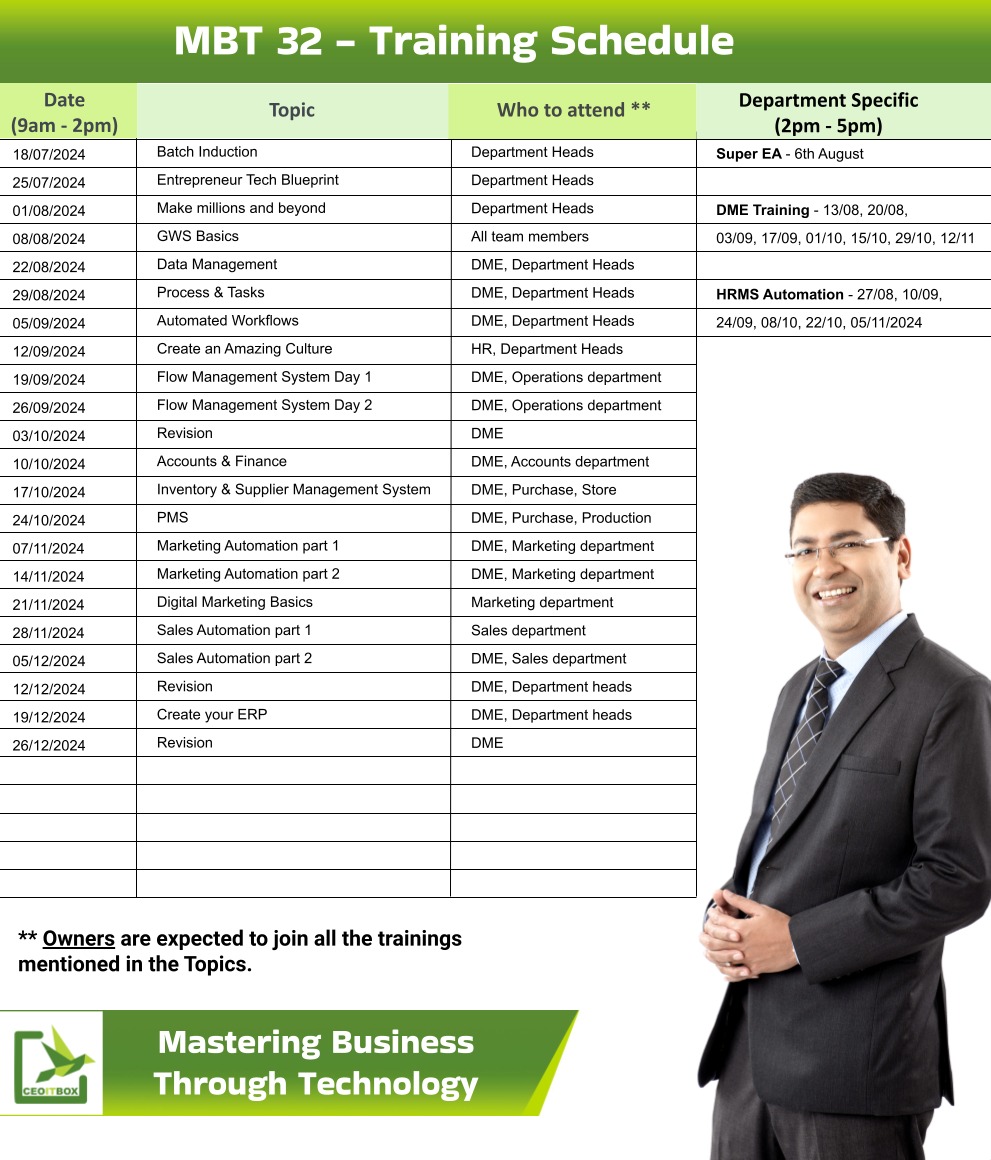 MBT 32 – Training Schedule
Date
(9am - 2pm)
Topic
Who to attend **
Department Specific
(2pm - 5pm)
18/07/2024 Batch Induction Department Heads Super EA - 6th August
25/07/2024 Entrepreneur Tech Blueprint Department Heads
01/08/2024 Make millions and beyond Department Heads DME Training - 13/08, 20/08,
08/08/2024 GWS Basics All team members 03/09, 17/09, 01/10, 15/10, 29/10, 12/11
22/08/2024 Data Management DME, Department Heads
29/08/2024 Process & Tasks DME, Department Heads HRMS Automation - 27/08, 10/09,
05/09/2024 Automated Workflows DME, Department Heads 24/09, 08/10, 22/10, 05/11/2024
12/09/2024 Create an Amazing Culture HR, Department Heads
19/09/2024 Flow Management System Day 1 DME, Operations department
26/09/2024 Flow Management System Day 2 DME, Operations department
03/10/2024 Revision DME
10/10/2024 Accounts & Finance DME, Accounts department
17/10/2024 Inventory & Supplier Management System DME, Purchase, Store
24/10/2024 PMS DME, Purchase, Production
07/11/2024 Marketing Automation part 1 DME, Marketing department
14/11/2024 Marketing Automation part 2 DME, Marketing department
21/11/2024 Digital Marketing Basics Marketing department
28/11/2024 Sales Automation part 1 Sales department
05/12/2024 Sales Automation part 2 DME, Sales department
12/12/2024 Revision DME, Department heads
19/12/2024 Create your ERP DME, Department heads
26/12/2024 Revision DME
** Owners are expected to join all the trainings
mentioned in the Topics.
CEOITBOX
Mastering Business
Through Technology